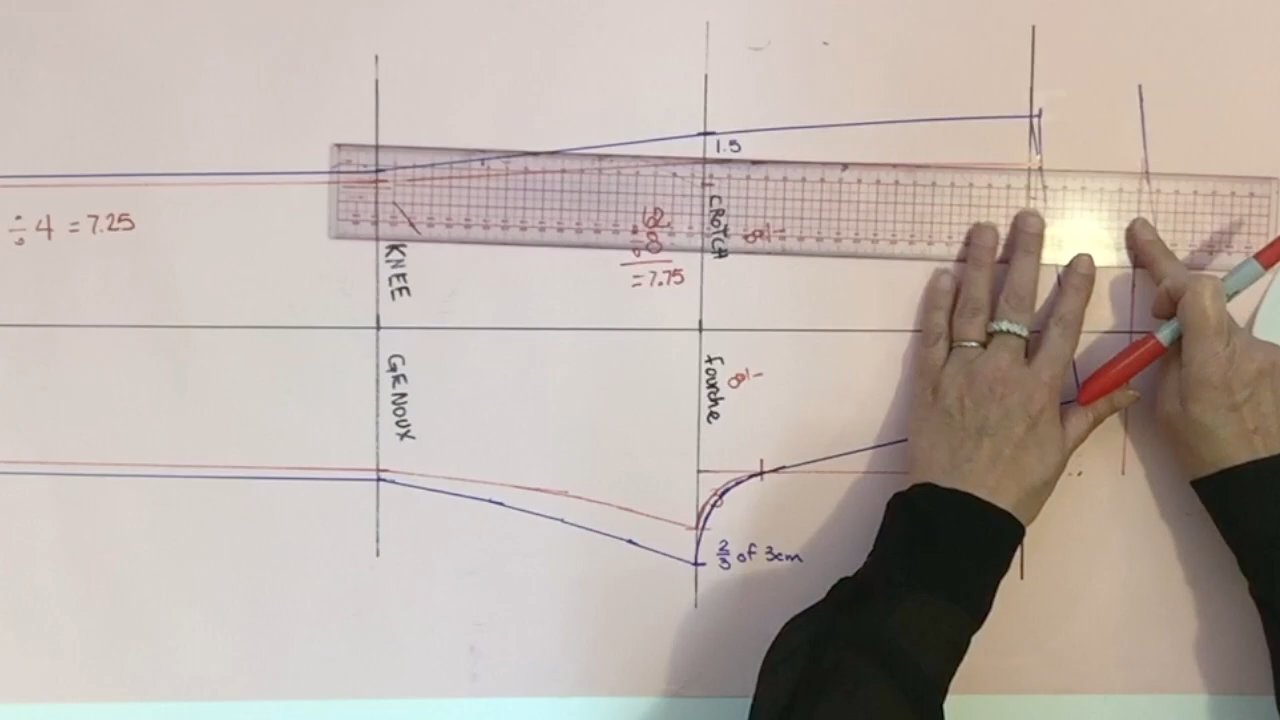 1.5
÷4 = 7.25
KNEE
CROTCH
= 7.75
GENOUX
fourche
2/3 of 3cm